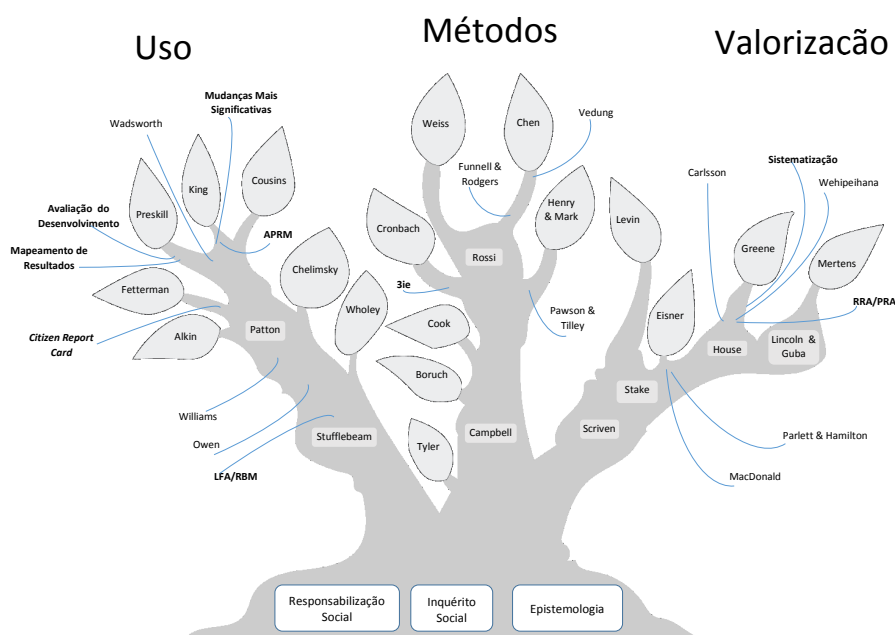 Uso
Métodos
Valorizacão
Mudanças Mais
Significativas
Wadsworth
Cousins
King
Preskill
Avaliação do
Desenvolvimento
Mapeamento de
Resultados
APRM
Fetterman
Chelimsky
Citizen Report
Card
Alkin
Patton
Wholey
Williams
Owen
Stufflebeam
LFA/RBM
Weiss
Chen
Vedung
Funnell &
Rodgers
Henry
& Mark
Cronbach
Rossi
3ie
Cook
Pawson &
Tilley
Boruch
Campbell
Tyler
Levin
Carlsson
Sistematização
Wehipeihana
Greene
Mertens
Eisner
RRA/PRA
House
Lincoln &
Guba
Stake
Scriven
Parlett & Hamilton
MacDonald
Responsabilização
Social
Inquérito
Social
Epistemologia